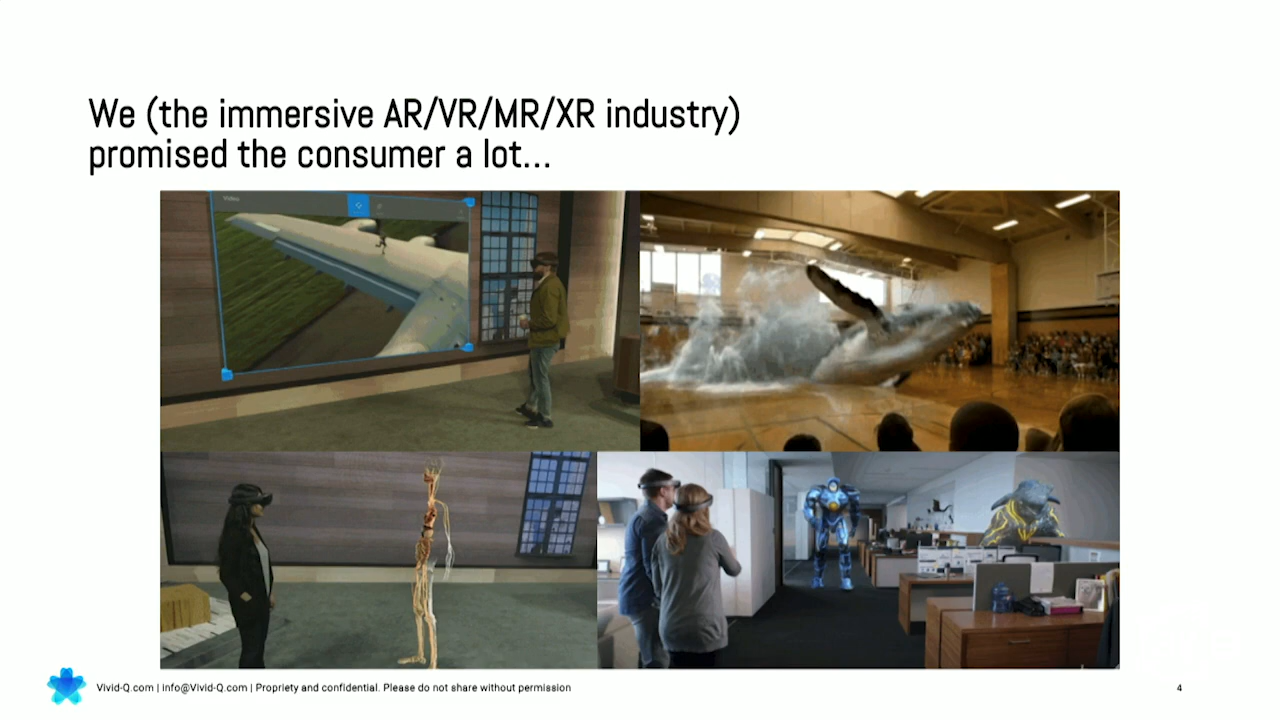 We (the immersive AR/VR/MR/XR industry)
promised the consumer a lot...
Video
Vivid-Q.com | info@Vivid-Q.com | Propriety and confidential. Please do not share without permission
4